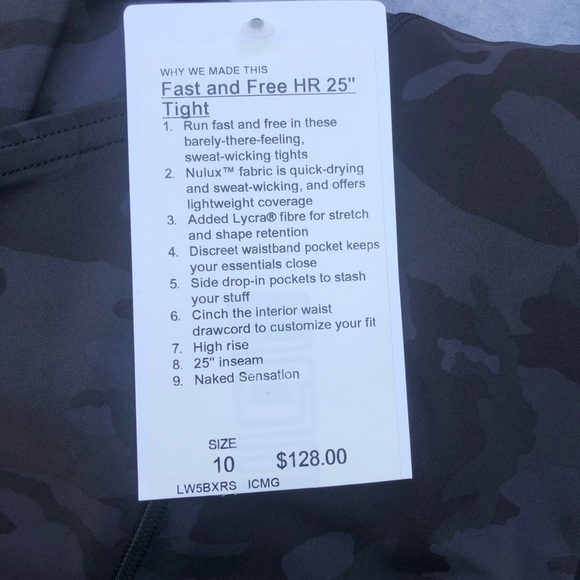 WHY WE MADE THIS
Fast and Free HR 25"
Tight
1. Run fast and free in these
barely-there-feeling,
sweat-wicking tights
2. Nulux™ fabric is quick-drying
and sweat-wicking, and offers
lightweight coverage
3. Added Lycra® fibre for stretch
and shape retention
4. Discreet waistband pocket keeps
your essentials close
5. Side drop-in pockets to stash
your stuff
6. Cinch the interior waist
drawcord to customize your fit
7. High rise
8. 25" inseam
9. Naked Sensation
SIZE
10 $128.00
LW5BXRS ICMG